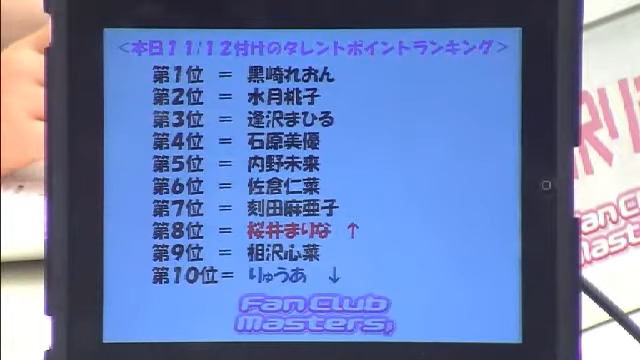 ＜本日１１/１２付けのタレントポイントランキング＞
第1位 ＝ 黒崎れおん
第2位 ＝ 水月桃子
第3位 ＝ 逢沢まひる
第4位 ＝ 石原美優
第5位 ＝ 内野未来
第6位 ＝ 佐倉仁菜
第7位 ＝ 刻田麻亜子
第8位 ＝ 桜井まりな ↑
第9位 ＝ 相沢心菜
第10位＝ りゅうあ ↓
Fan Club
Masters,
an Cl
Maste